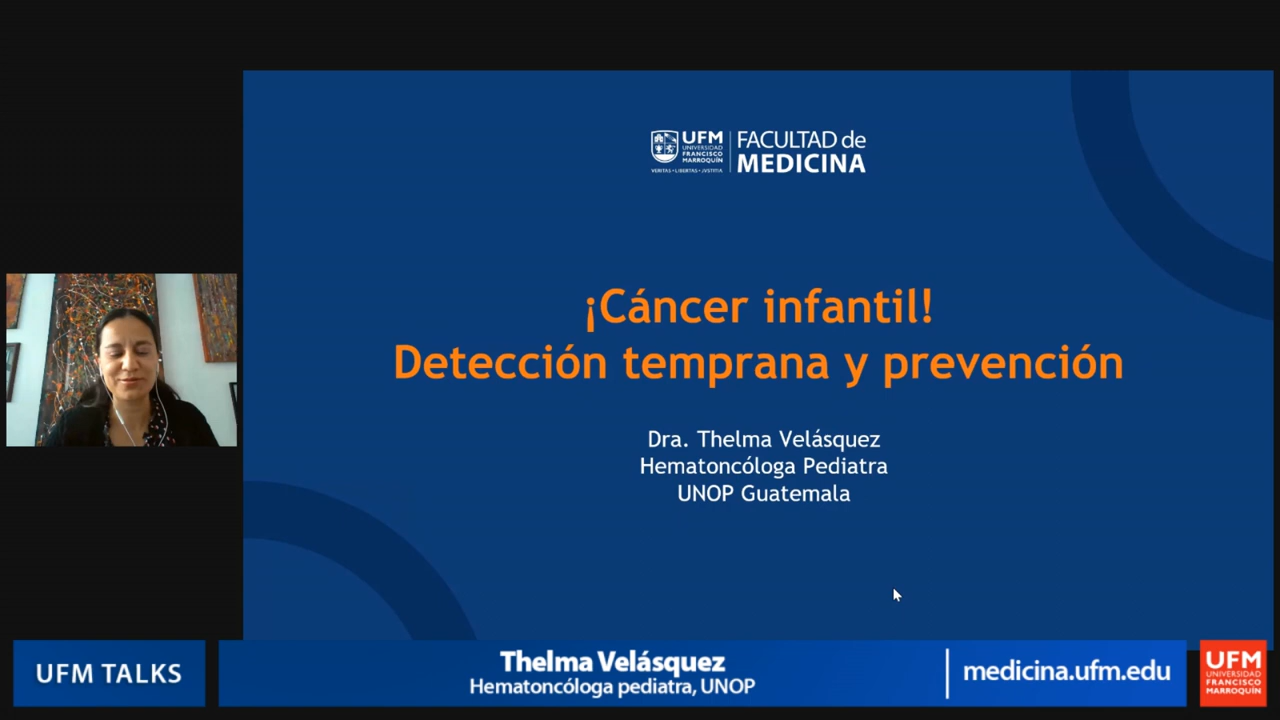 UFM
UNIVERSIDAD
FRANCISCO
MARROQUÍN
VERITAS • LIBERTAS • JVSTITIA
FACULTAD de
MEDICINA
¡Cáncer infantil!
Detección temprana y prevención
Dra. Thelma Velásquez
Hematoncóloga Pediatra
UNOP Guatemala
UFM TALKS
Thelma Velásquez
Hematoncóloga pediatra, UNOP
medicina.ufm.edu
UFM
UNIVERSIDAD
FRANCISCO
MARROQUÍN